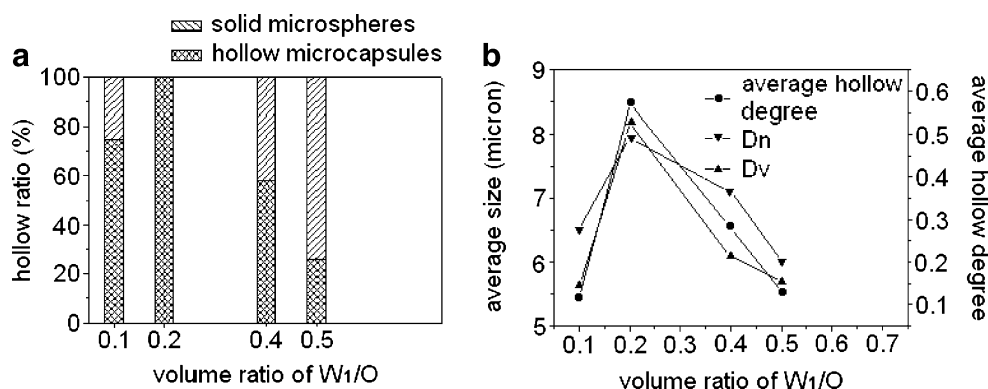 solid microspheres
hollow microcapsules
a
100
80
60
40
20
0
hollow ratio (%)
0.1 0.2 0.4 0.5
volume ratio of W1/O
b
9
8
7
6
5
average size (micron)
average hollow
degree
Dn
Dv
0.6
0.5
0.4
0.3
0.2
0.1
average hollow
degree
0.1 0.2 0.3 0.4 0.5 0.6 0.7
volume ratio of W1/O